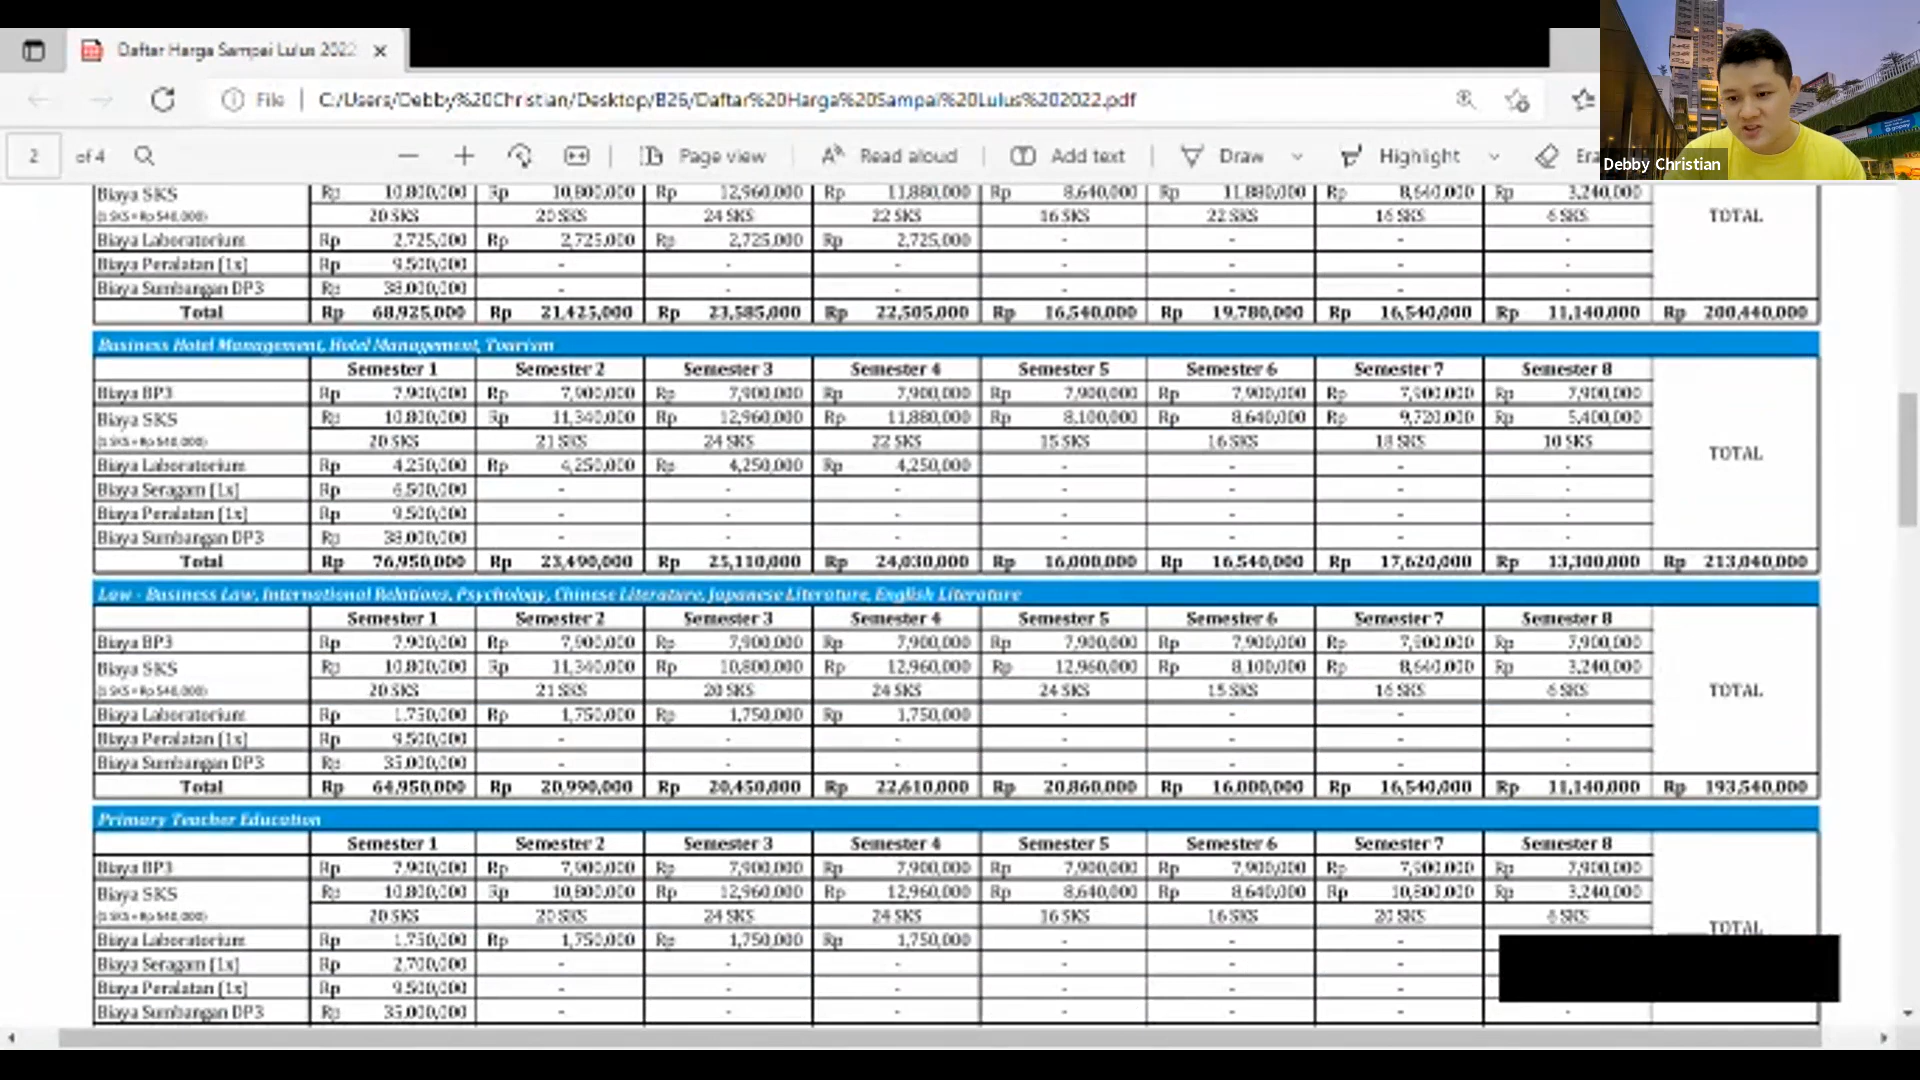 Daftar Harga Sampai Lulus 2022
File | C:/Users/Debby%20Christian/Desktop/B26/Daftar%20Harga%20Sampai%20Lulus%202022.pdf
2 of 4 Page view Read aloud Add text Draw Highlight Era
Debby Christian
Biaya SKS Rp 10,800,000 Rp 10,800,000 Rp 12,960,000 Rp 11,880,000 Rp 8,640,000 Rp 11,880,000 Rp 8,640,000 Rp 3,240,000
(1 SKS = Rp 540,000) 20 SKS 20 SKS 24 SKS 22 SKS 16 SKS 22 SKS 16 SKS 6 SKS TOTAL
Biaya Laboratorium Rp 2,725,000 Rp 2,725,000 Rp 2,725,000 Rp 2,725,000 - - - -
Biaya Peralatan (1x) Rp 9,500,000 - - - - - - -
Biaya Sumbangan DP3 Rp 38,000,000 - - - - - - -
Total Rp 68,925,000 Rp 21,425,000 Rp 23,585,000 Rp 22,505,000 Rp 16,540,000 Rp 19,780,000 Rp 16,540,000 Rp 11,140,000 Rp 200,440,000
Business Hotel Management, Hotel Management, Tourism
Semester 1 Semester 2 Semester 3 Semester 4 Semester 5 Semester 6 Semester 7 Semester 8
Biaya BP3 Rp 7,900,000 Rp 7,900,000 Rp 7,900,000 Rp 7,900,000 Rp 7,900,000 Rp 7,900,000 Rp 7,900,000 Rp 7,900,000
Biaya SKS Rp 10,800,000 Rp 11,340,000 Rp 12,960,000 Rp 11,880,000 Rp 8,100,000 Rp 8,640,000 Rp 9,720,000 Rp 5,400,000
(1 SKS = Rp 540,000) 20 SKS 21 SKS 24 SKS 22 SKS 15 SKS 16 SKS 18 SKS 10 SKS TOTAL
Biaya Laboratorium Rp 4,250,000 Rp 4,250,000 Rp 4,250,000 Rp 4,250,000 - - - -
Biaya Seragam (1x) Rp 6,500,000 - - - - - - -
Biaya Peralatan (1x) Rp 9,500,000 - - - - - - -
Biaya Sumbangan DP3 Rp 38,000,000 - - - - - - -
Total Rp 76,950,000 Rp 23,490,000 Rp 25,110,000 Rp 24,030,000 Rp 16,000,000 Rp 16,540,000 Rp 17,620,000 Rp 13,300,000 Rp 213,040,000
Law - Business Law, International Relations, Psychology, Chinese Literature, Japanese Literature, English Literature
Semester 1 Semester 2 Semester 3 Semester 4 Semester 5 Semester 6 Semester 7 Semester 8
Biaya BP3 Rp 7,900,000 Rp 7,900,000 Rp 7,900,000 Rp 7,900,000 Rp 7,900,000 Rp 7,900,000 Rp 7,900,000 Rp 7,900,000
Biaya SKS Rp 10,800,000 Rp 11,340,000 Rp 10,800,000 Rp 12,960,000 Rp 12,960,000 Rp 8,100,000 Rp 8,640,000 Rp 3,240,000
(1 SKS = Rp 540,000) 20 SKS 21 SKS 20 SKS 24 SKS 24 SKS 15 SKS 16 SKS 6 SKS TOTAL
Biaya Laboratorium Rp 1,750,000 Rp 1,750,000 Rp 1,750,000 Rp 1,750,000 - - - -
Biaya Peralatan (1x) Rp 9,500,000 - - - - - - -
Biaya Sumbangan DP3 Rp 35,000,000 - - - - - - -
Total Rp 64,950,000 Rp 20,990,000 Rp 20,450,000 Rp 22,610,000 Rp 20,860,000 Rp 16,000,000 Rp 16,540,000 Rp 11,140,000 Rp 193,540,000
Primary Teacher Education
Semester 1 Semester 2 Semester 3 Semester 4 Semester 5 Semester 6 Semester 7 Semester 8
Biaya BP3 Rp 7,900,000 Rp 7,900,000 Rp 7,900,000 Rp 7,900,000 Rp 7,900,000 Rp 7,900,000 Rp 7,900,000 Rp 7,900,000
Biaya SKS Rp 10,800,000 Rp 10,800,000 Rp 12,960,000 Rp 12,960,000 Rp 8,640,000 Rp 8,640,000 Rp 10,800,000 Rp 3,240,000
(1 SKS = Rp 540,000) 20 SKS 20 SKS 24 SKS 24 SKS 16 SKS 16 SKS 20 SKS 6 SKS TOTAL
Biaya Laboratorium Rp 1,750,000 Rp 1,750,000 Rp 1,750,000 Rp 1,750,000 - - -
Biaya Seragam (1x) Rp 2,700,000 - - - - - -
Biaya Peralatan (1x) Rp 9,500,000 - - - - - -
Biaya Sumbangan DP3 Rp 35,000,000 - - - - - - -